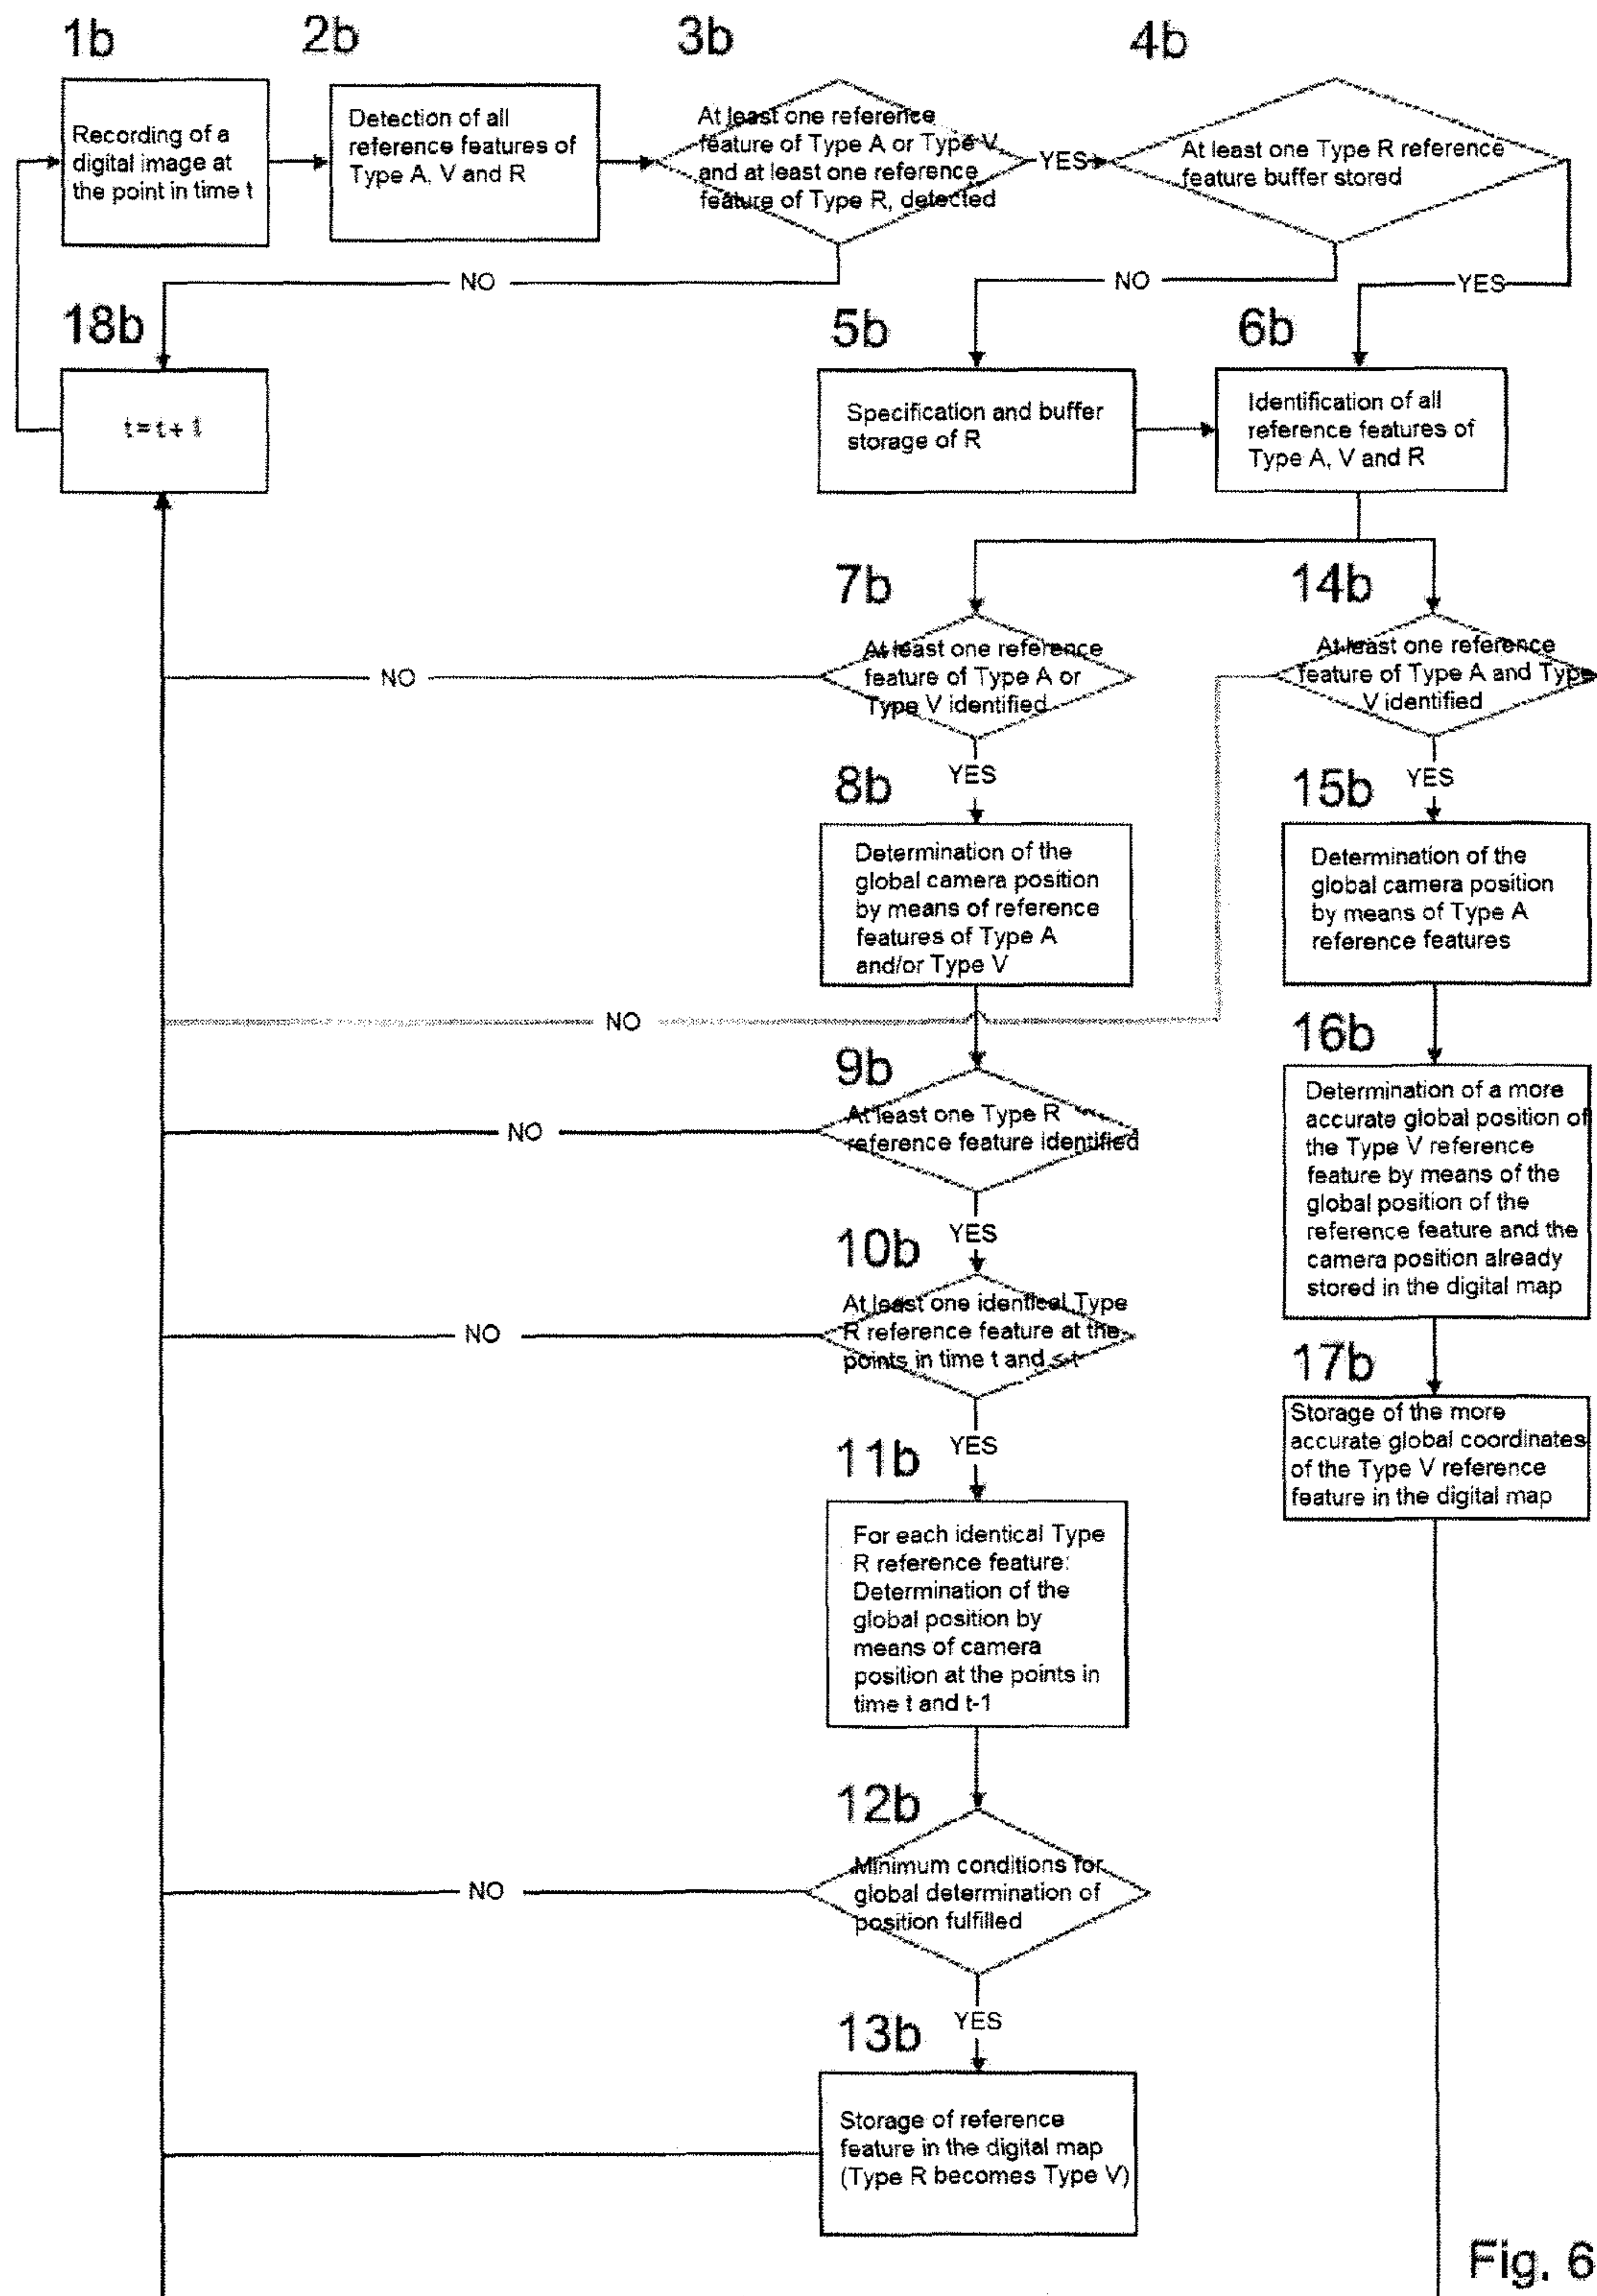 1b
2b
3b
4b
Recording of a
digital image at
the point in time t
Detection of all
reference features of
Type A, V and R
At least one reference
feature of Type A or Type V
and at least one reference
feature of Type R, detected
YES
At least one Type R reference
feature buffer stored
NO
NO
YES
18b
5b
6b
t=t+1
Specification and buffer
storage of R
Identification of all
reference features of
Type A, V and R
7b
14b
At least one reference
feature of Type A or
Type V identified
NO
At least one reference
feature of Type A and Type
V identified
YES
YES
8b
15b
Determination of the
global camera position
by means of reference
features of Type A
and/or Type V
Determination of the
global camera position
by means of Type A
reference features
NO
16b
9b
At least one Type R
reference feature identified
NO
Determination of a more
accurate global position of
the Type V reference
feature by means of the
global position of the
reference feature and the
camera position already
stored in the digital map
YES
10b
At least one identical Type
R reference feature at the
points in time t and ≤ t
NO
17b
Storage of the more
accurate global coordinates
of the Type V reference
feature in the digital map
YES
11b
For each identical Type
R reference feature:
Determination of the
global position by
means of camera
position at the points in
time t and t-1
12b
Minimum conditions for
global determination of
position fulfilled
NO
YES
13b
Storage of reference
feature in the digital map
(Type R becomes Type V)
Fig. 6